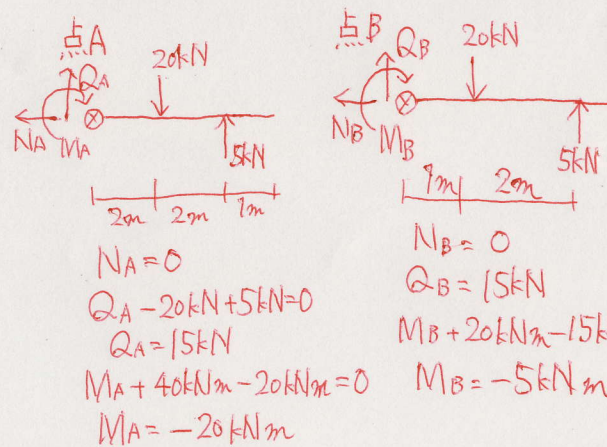 点A
QA
20kN
NA
MA
5kN
2m 2m 1m
NA=0
QA-20kN+5kN=0
QA=15kN
MA+40kNm-20kNm=0
MA=-20kNm
点B
QB
20kN
NB
MB
5kN
1m 2m
NB=0
QB=15kN
MB+20kNm-15k
MB=-5kNm